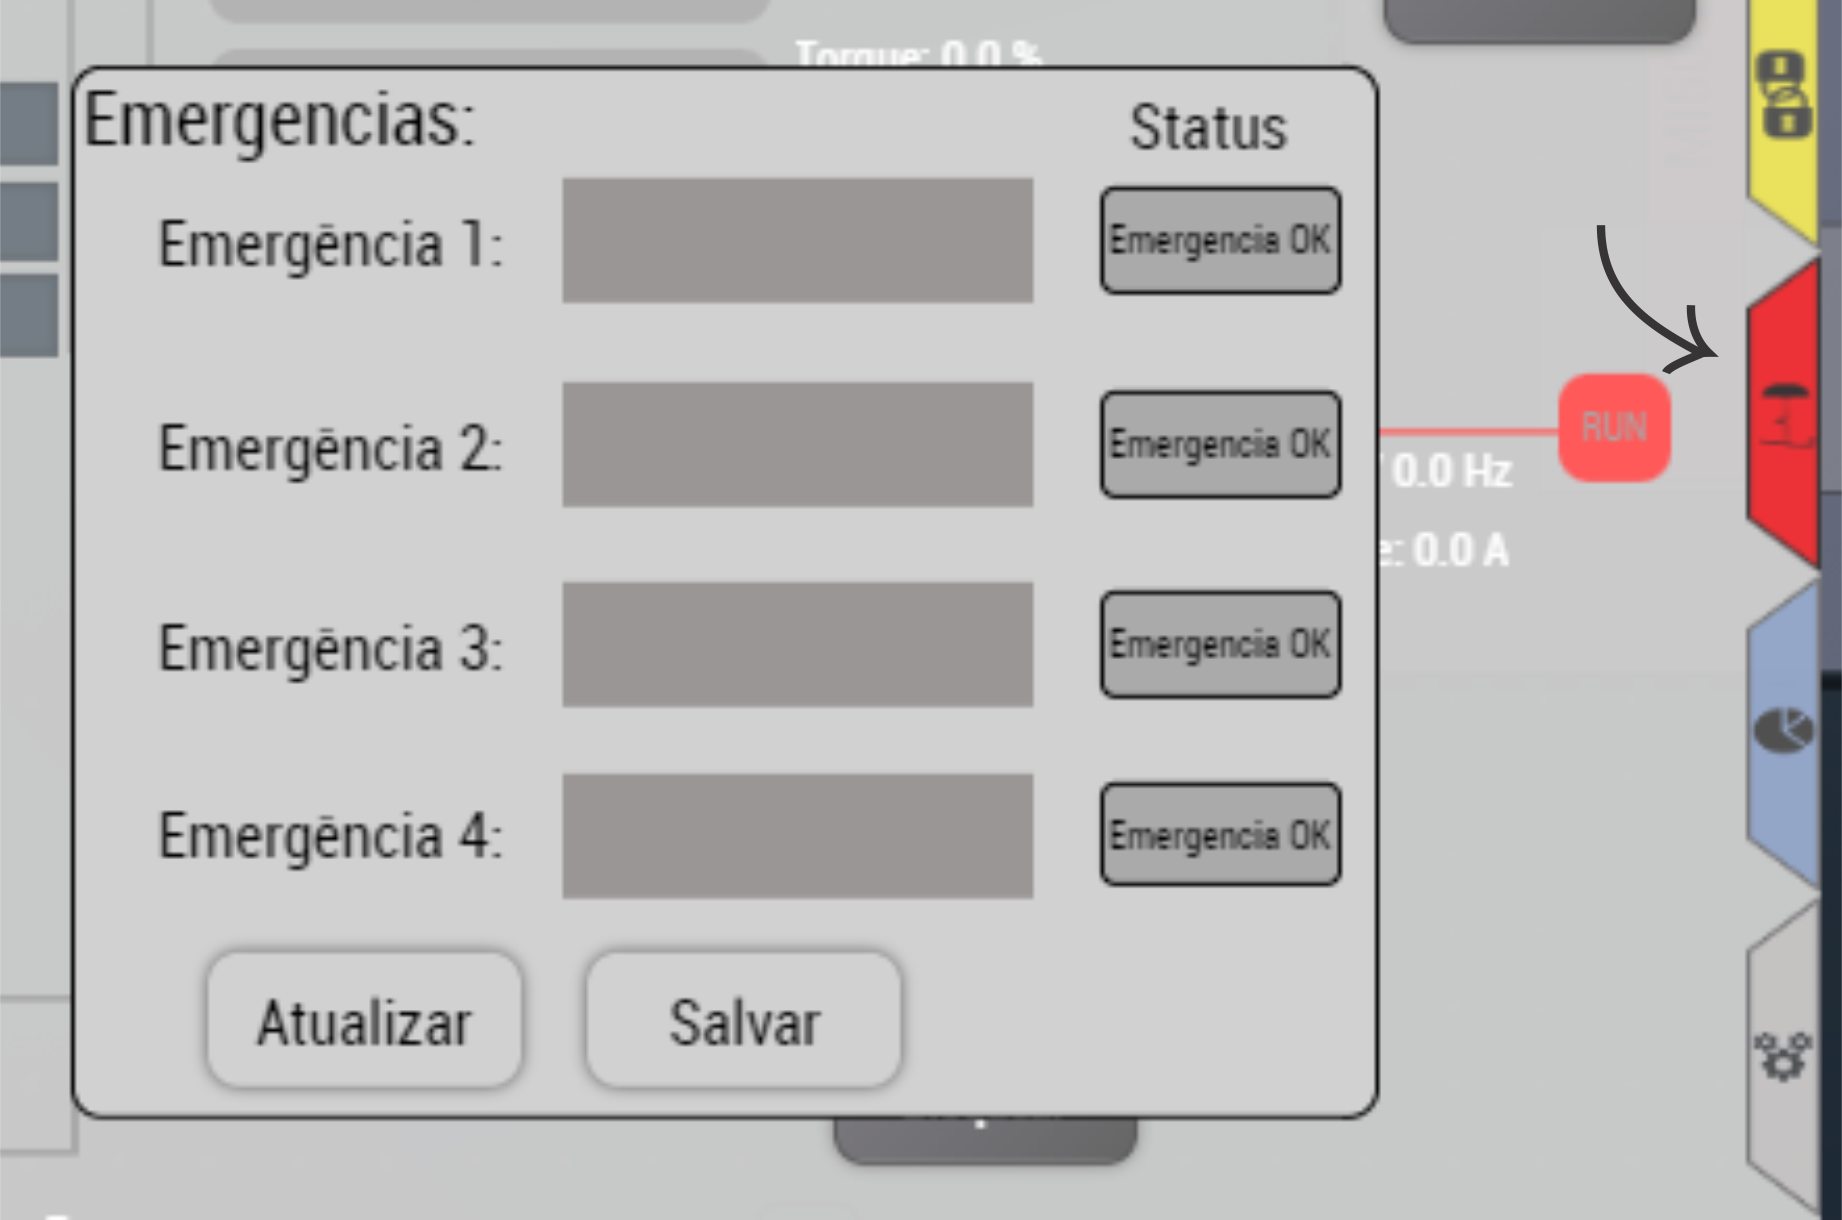 Torque: 0.0 %
Emergencias:
Status
Emergência 1:
Emergencia OK
Emergência 2:
Emergencia OK
RUN
0.0 Hz
e: 0.0 A
Emergência 3:
Emergencia OK
Emergência 4:
Emergencia OK
Atualizar
Salvar